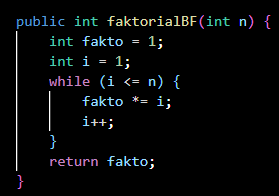 public int faktorialBF(int n) {
    int fakto = 1;
    int i = 1;
    while (i <= n) {
        fakto *= i;
        i++;
    }
    return fakto;
}